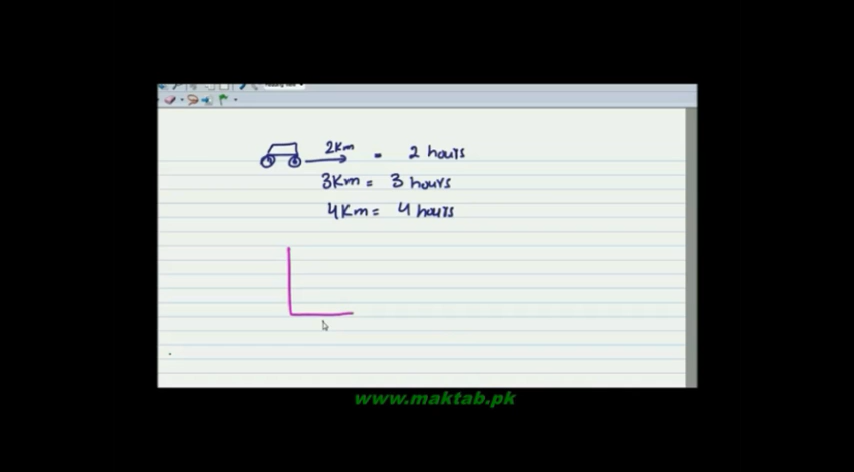 2Km = 2 hours
3Km = 3 hours
4Km = 4 hours
www.maktab.pk